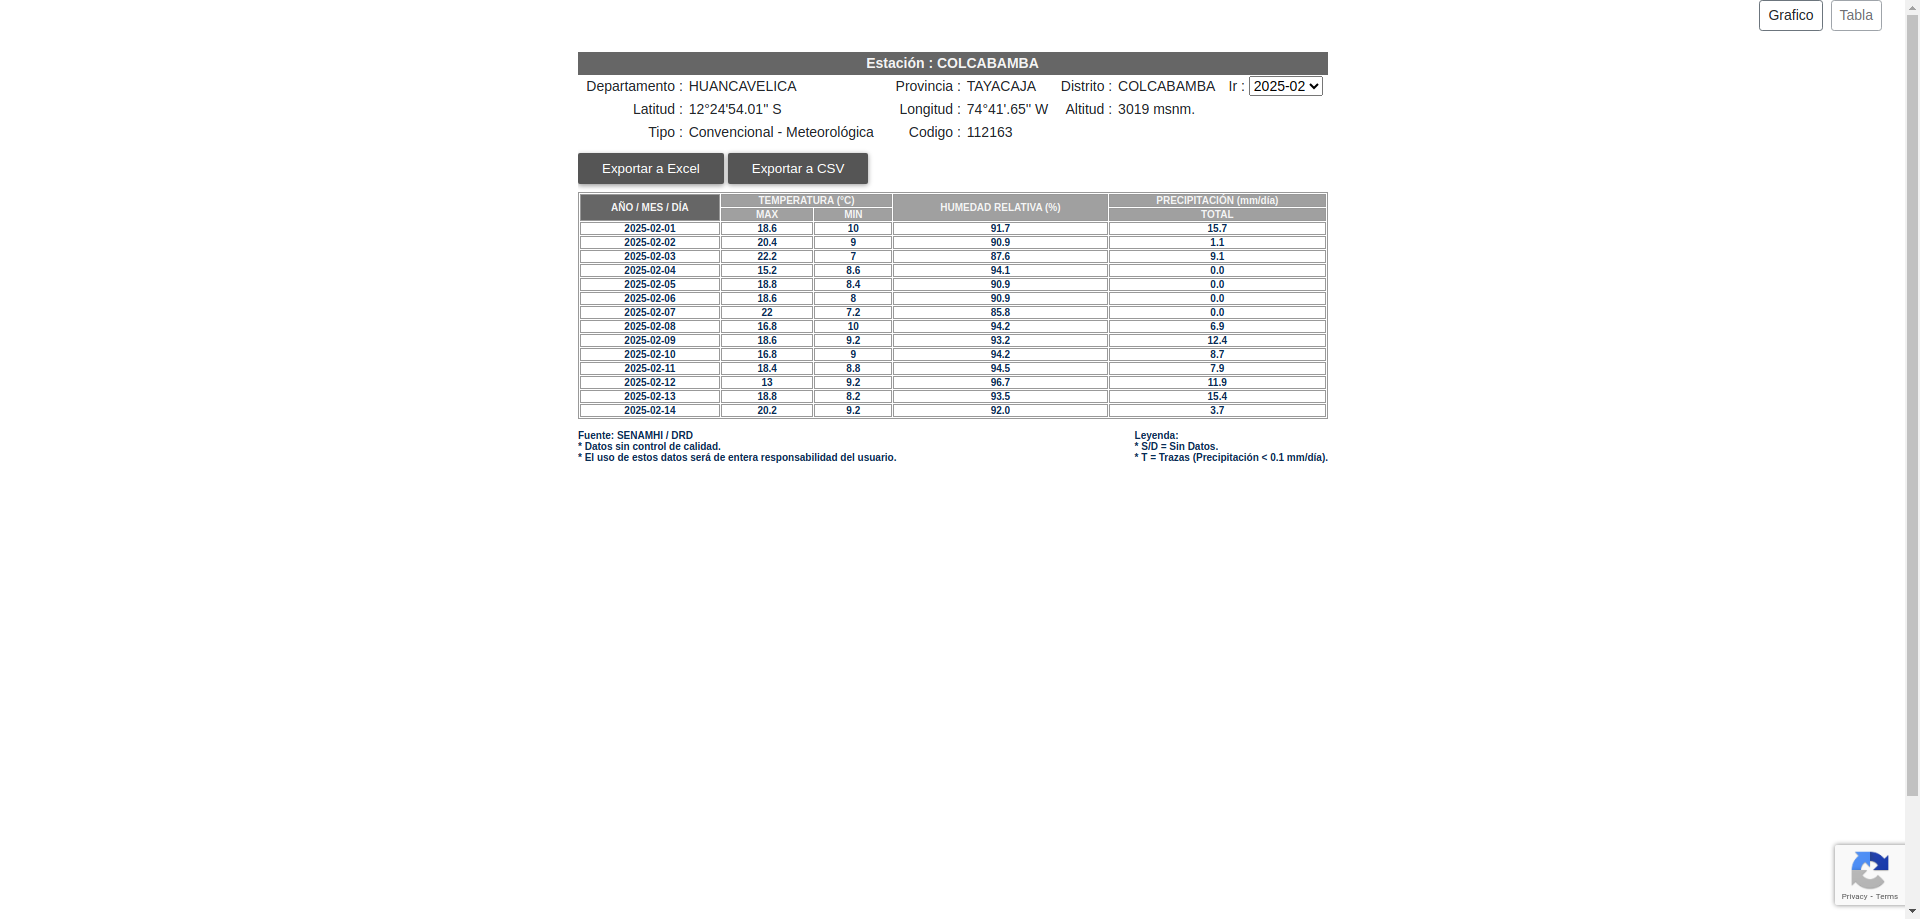 Grafico Tabla
Estación : COLCABAMBA
Departamento : HUANCAVELICA Provincia : TAYACAJA Distrito : COLCABAMBA Ir : 2025-02
Latitud : 12°24'54.01" S Longitud : 74°41'.65" W Altitud : 3019 msnm.
Tipo : Convencional - Meteorológica Codigo : 112163
Exportar a Excel Exportar a CSV
AÑO / MES / DÍA TEMPERATURA (°C) HUMEDAD RELATIVA (%) PRECIPITACIÓN (mm/día)
MAX MIN TOTAL
2025-02-01 18.6 10 91.7 15.7
2025-02-02 20.4 9 90.9 1.1
2025-02-03 22.2 7 87.6 9.1
2025-02-04 15.2 8.6 94.1 0.0
2025-02-05 18.8 8.4 90.9 0.0
2025-02-06 18.6 8 90.9 0.0
2025-02-07 22 7.2 85.8 0.0
2025-02-08 16.8 10 94.2 6.9
2025-02-09 18.6 9.2 93.2 12.4
2025-02-10 16.8 9 94.2 8.7
2025-02-11 18.4 8.8 94.5 7.9
2025-02-12 13 9.2 96.7 11.9
2025-02-13 18.8 8.2 93.5 15.4
2025-02-14 20.2 9.2 92.0 3.7
Fuente: SENAMHI / DRD Leyenda:
* Datos sin control de calidad. * S/D = Sin Datos.
* El uso de estos datos será de entera responsabilidad del usuario. * T = Trazas (Precipitación < 0.1 mm/día).
Privacy - Terms